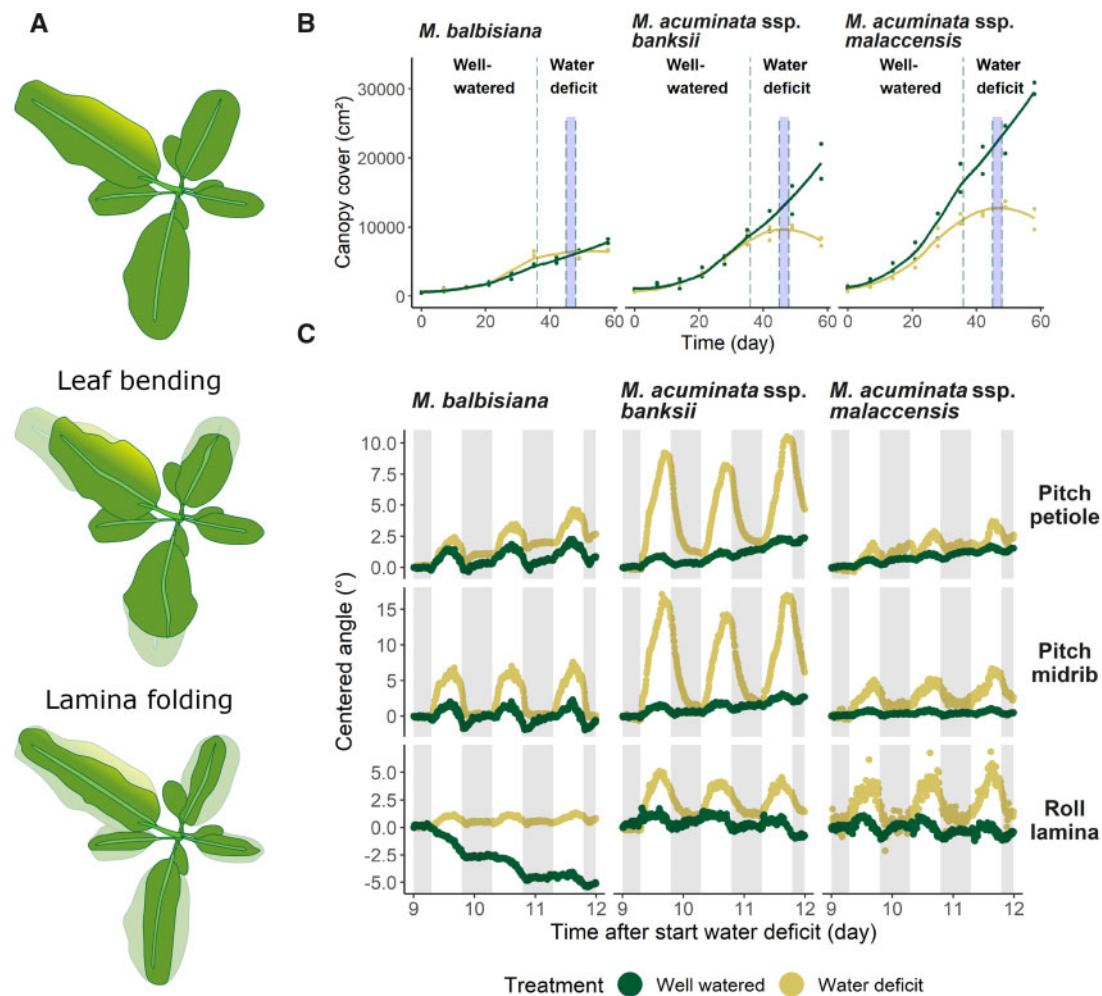 A
Leaf bending
Lamina folding
B
M. balbisiana
M. acuminata ssp.
banksii
M. acuminata ssp.
malaccensis
Well-
watered
Water
deficit
Well-watered
Water
deficit
Well-watered
Water
deficit
Canopy cover (cm²)
30000
20000
10000
0
0 20 40 60
0 20 40 60
0 20 40 60
Time (day)
C
M. balbisiana
M. acuminata ssp.
banksii
M. acuminata ssp.
malaccensis
Centered angle (°)
10.0
7.5
5.0
2.5
0.0
Pitch
petiole
15
10
5
0
Pitch
midrib
5.0
2.5
0.0
-2.5
-5.0
Roll
lamina
9 10 11 12
9 10 11 12
9 10 11 12
Time after start water deficit (day)
Treatment Well watered Water deficit